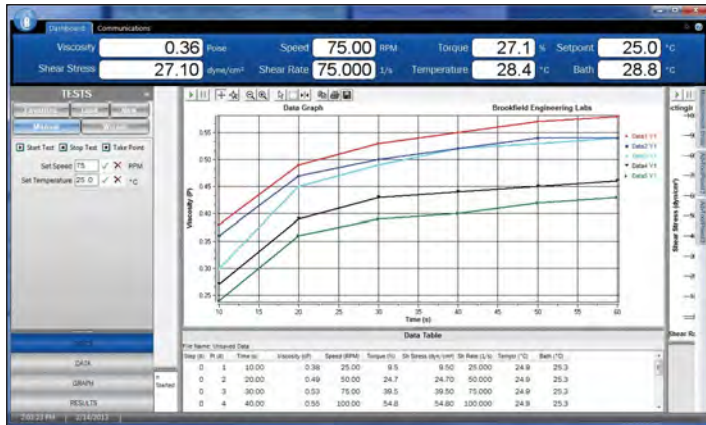 Dashboard Communications
Viscosity 0.36 Poise Speed 75.00 RPM Torque 27.1 % Setpoint 25.0 °C
Shear Stress 27.10 dyne/cm² Shear Rate 75.000 1/s Temperature 28.4 °C Bath 28.8 °C
TESTS
Start Test Stop Test Take Point
Set Speed 75 RPM
Set Temperature 25.0 °C
DATA
GRAPH
RESULTS
Data Graph Brookfield Engineering Labs
Viscosity (P)
0.55
0.50
0.45
0.40
0.35
0.30
0.25
10 15 20 25 30 35 40 45 50 55 60
Time (s)
Data1 Y1
Data2 Y1
Data4 Y1
Data5 Y1
Shear Stress (dyn/cm²)
Data Table
File Name: Unsaved Data
Step (#) Pt (#) Time (s) Viscosity (cP) Speed (RPM) Torque (%) Sh Stress (dyn/cm²) Sh Rate (1/s) Temper (°C) Bath (°C)
0 1 10.00 0.38 25.00 9.5 9.50 25.000 24.9 25.3
0 2 20.00 0.49 50.00 24.7 24.70 50.000 24.9 25.3
0 3 30.00 0.53 75.00 39.5 39.50 75.000 24.9 25.3
0 4 40.00 0.55 100.00 54.8 54.80 100.000 24.9 25.3
2/14/2013